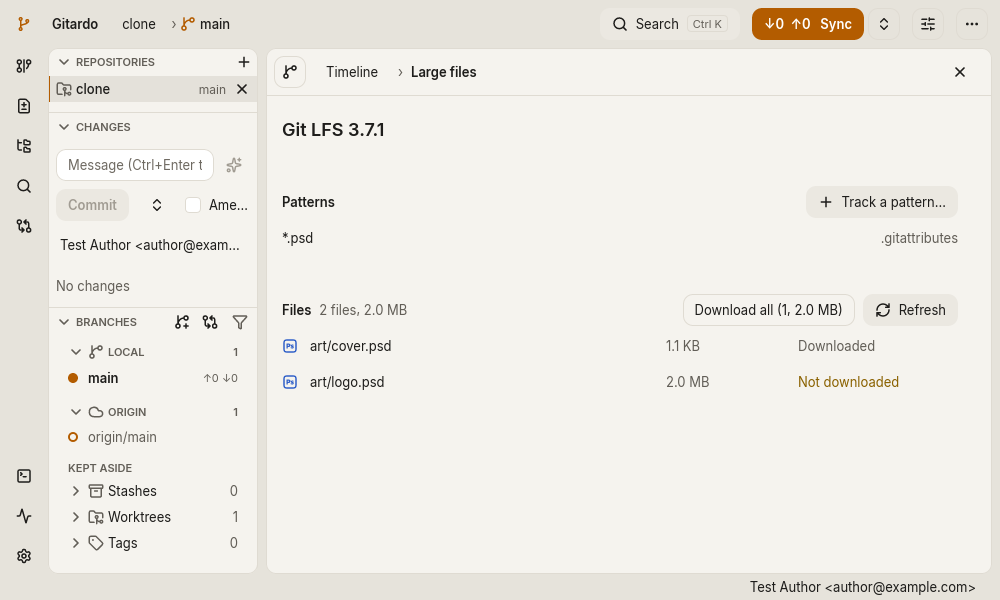 Gitardo clone › main Search Ctrl K ↓0 ↑0 Sync
REPOSITORIES
clone main
CHANGES
Message (Ctrl+Enter t
Commit Ame...
Test Author <author@exam...
No changes
BRANCHES
LOCAL 1
main ↑0 ↓0
ORIGIN 1
origin/main
KEPT ASIDE
Stashes 0
Worktrees 1
Tags 0
Timeline › Large files
Git LFS 3.7.1
Patterns Track a pattern...
*.psd .gitattributes
Files 2 files, 2.0 MB Download all (1, 2.0 MB) Refresh
Ps art/cover.psd 1.1 KB Downloaded
Ps art/logo.psd 2.0 MB Not downloaded
Test Author <author@example.com>